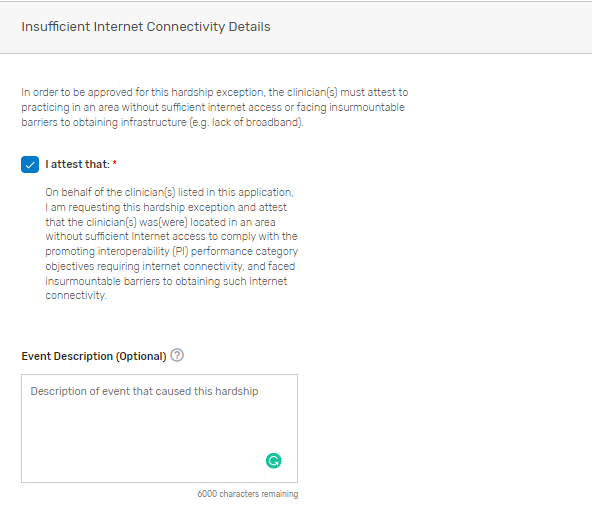 Insufficient Internet Connectivity Details
In order to be approved for this hardship exception, the clinician(s) must attest to
practicing in an area without sufficient internet access or facing insurmountable
barriers to obtaining infrastructure (e.g. lack of broadband).
I attest that: *
On behalf of the clinician(s) listed in this application,
I am requesting this hardship exception and attest
that the clinician(s) was(were) located in an area
without sufficient Internet access to comply with the
promoting interoperability (PI) performance category
objectives requiring internet connectivity, and faced
insurmountable barriers to obtaining such internet
connectivity.
Event Description (Optional) ?
Description of event that caused this hardship
6000 characters remaining